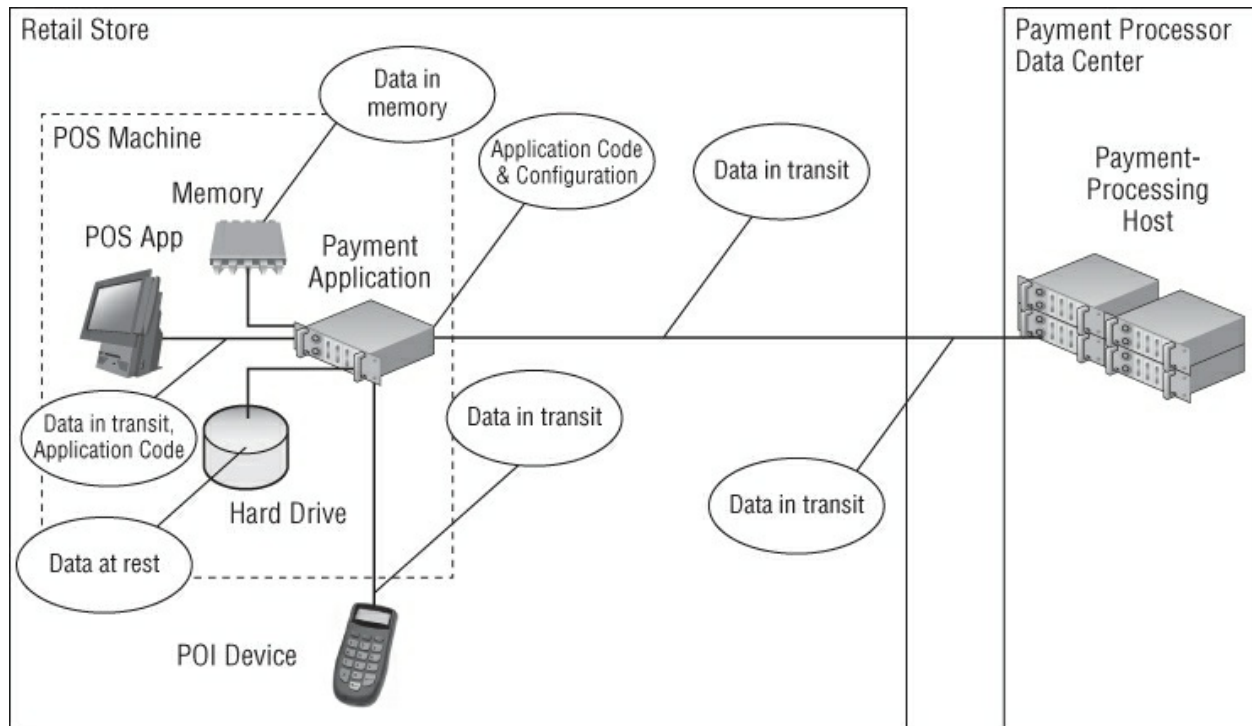 Retail Store
Payment Processor
Data Center
Data in
memory
POS Machine
Application Code
& Configuration
Data in transit
Payment-
Processing
Host
Memory
POS App
Payment
Application
Data in transit,
Application Code
Data in transit
Hard Drive
Data in transit
Data at rest
POI Device